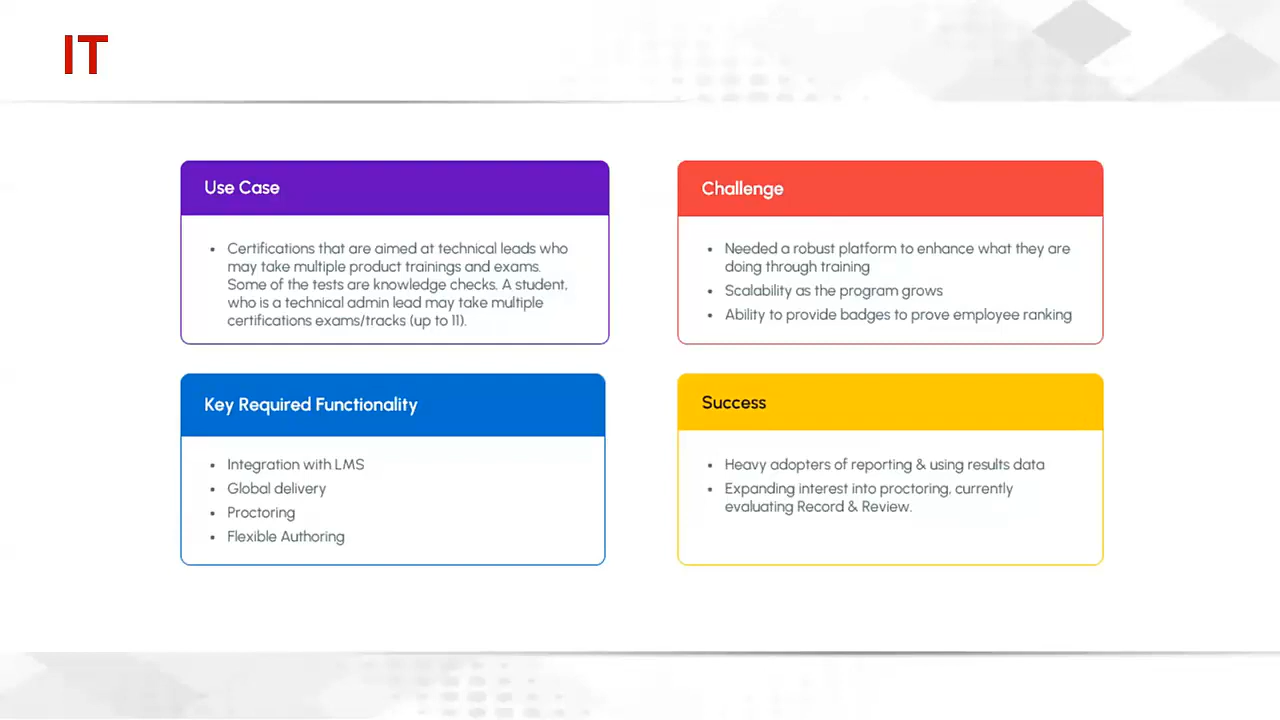 IT
Use Case
• Certifications that are aimed at technical leads who
may take multiple product trainings and exams.
Some of the tests are knowledge checks. A student,
who is a technical admin lead may take multiple
certifications exams/tracks (up to 11).
Challenge
• Needed a robust platform to enhance what they are
doing through training
• Scalability as the program grows
• Ability to provide badges to prove employee ranking
Key Required Functionality
• Integration with LMS
• Global delivery
• Proctoring
• Flexible Authoring
Success
• Heavy adopters of reporting & using results data
• Expanding interest into proctoring, currently
evaluating Record & Review.